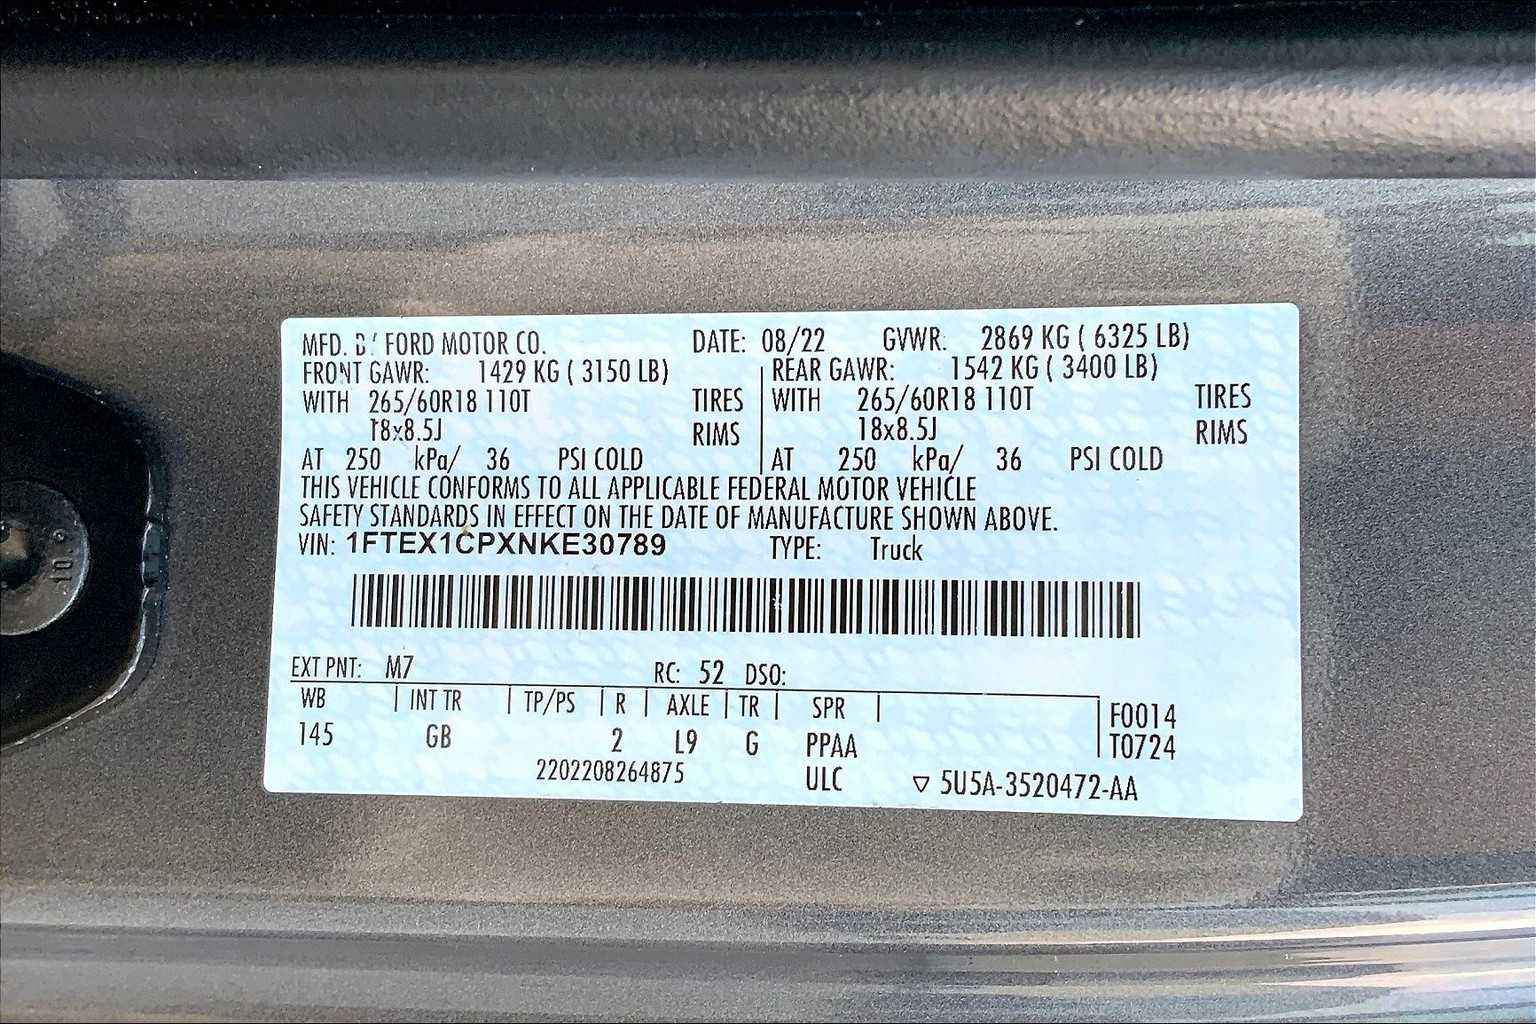 MFD. BY FORD MOTOR CO. DATE: 08/22 GVWR: 2869 KG ( 6325 LB)
FRONT GAWR: 1429 KG ( 3150 LB) REAR GAWR: 1542 KG ( 3400 LB)
WITH 265/60R18 110T TIRES WITH 265/60R18 110T TIRES
18x8.5J RIMS 18x8.5J RIMS
AT 250 kPa/ 36 PSI COLD AT 250 kPa/ 36 PSI COLD
THIS VEHICLE CONFORMS TO ALL APPLICABLE FEDERAL MOTOR VEHICLE
SAFETY STANDARDS IN EFFECT ON THE DATE OF MANUFACTURE SHOWN ABOVE.
VIN: 1FTEX1CPXNKE30789 TYPE: Truck
EXT PNT: M7 RC: 52 DSO:
WB INT TR TP/PS R AXLE TR SPR F0014
145 GB 2 L9 G PPAA T0724
2202208264875 ULC ▽ 5U5A-3520472-AA
10.9